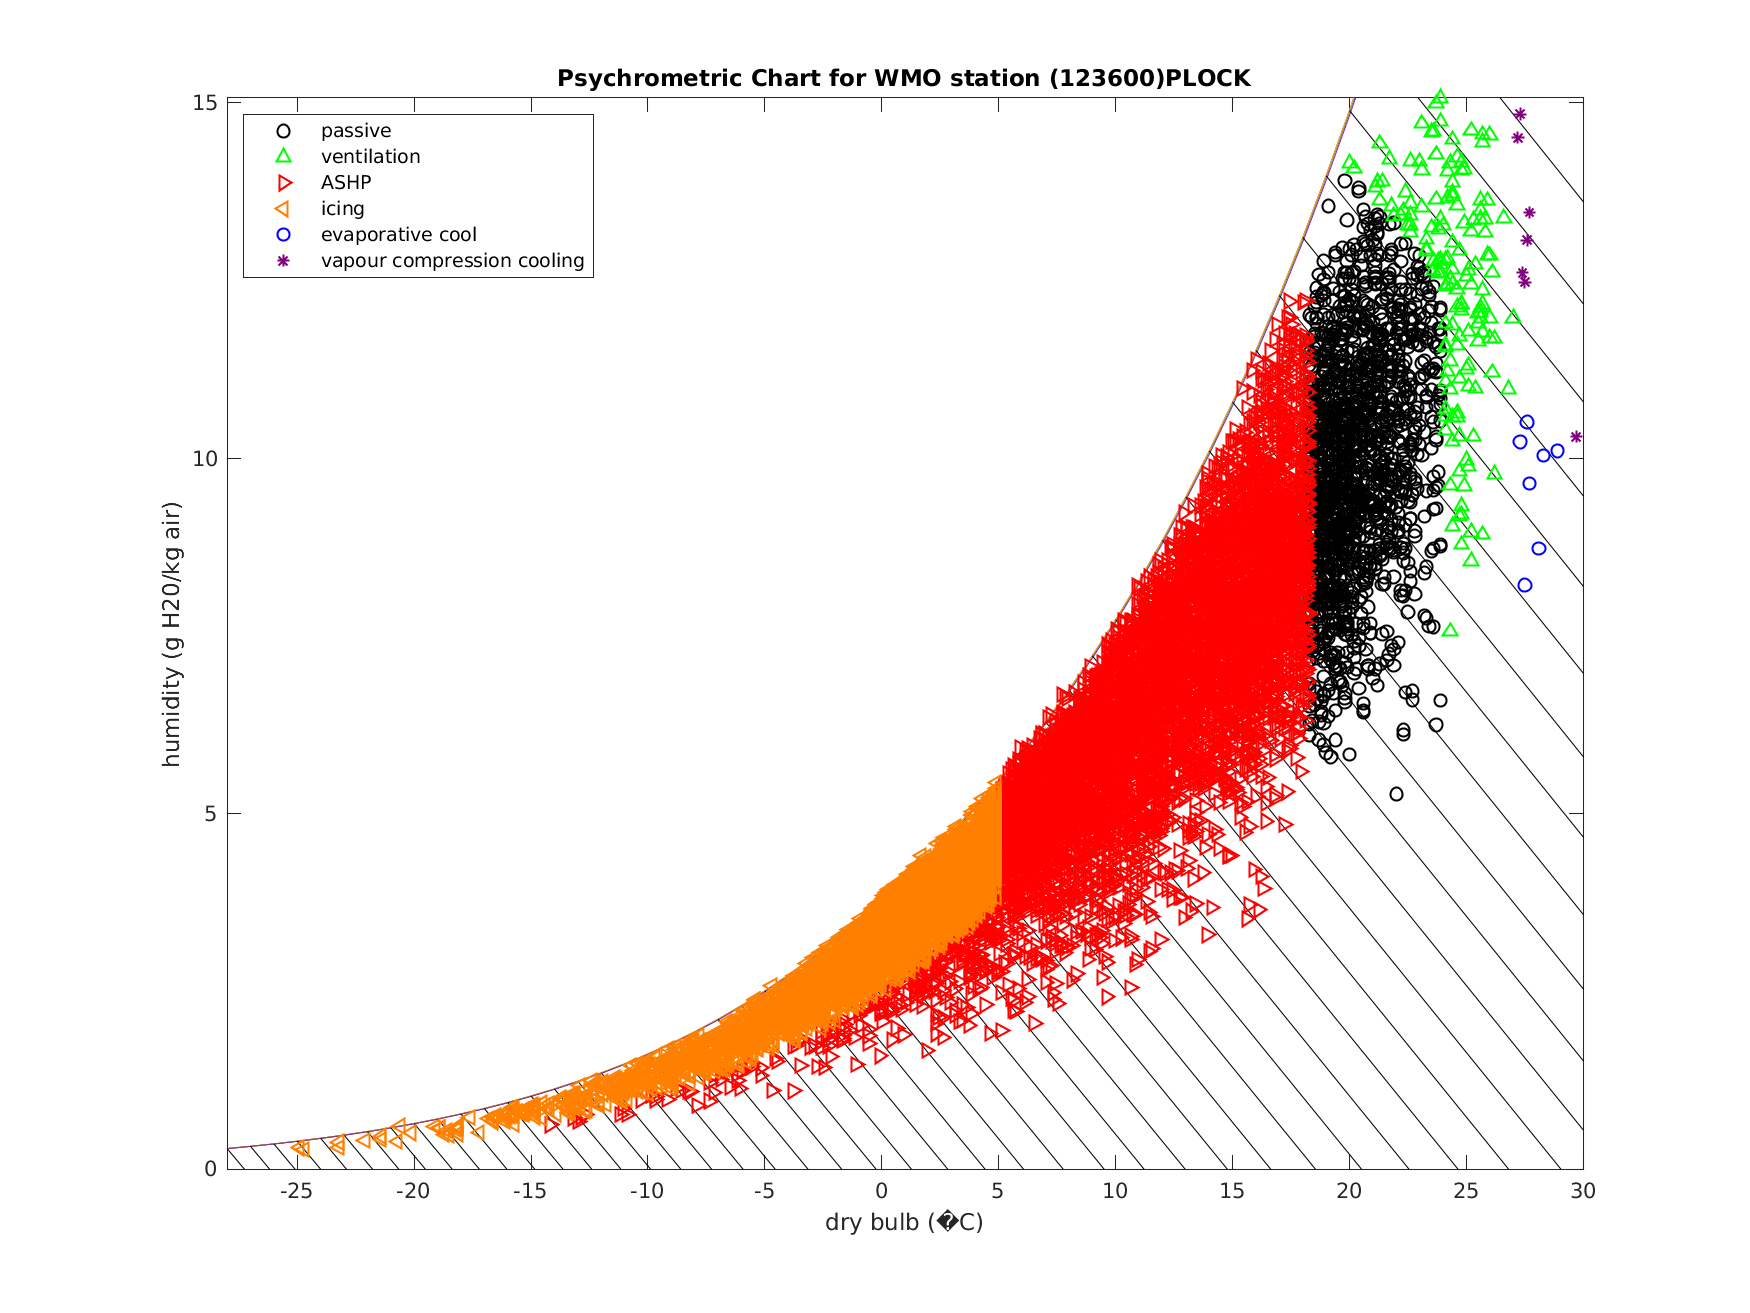 Psychrometric Chart for WMO station (123600)PLOCK
passive
ventilation
ASHP
icing
evaporative cool
vapour compression cooling
humidity (g H20/kg air)
15
10
5
0
-25 -20 -15 -10 -5 0 5 10 15 20 25 30
dry bulb (�C)